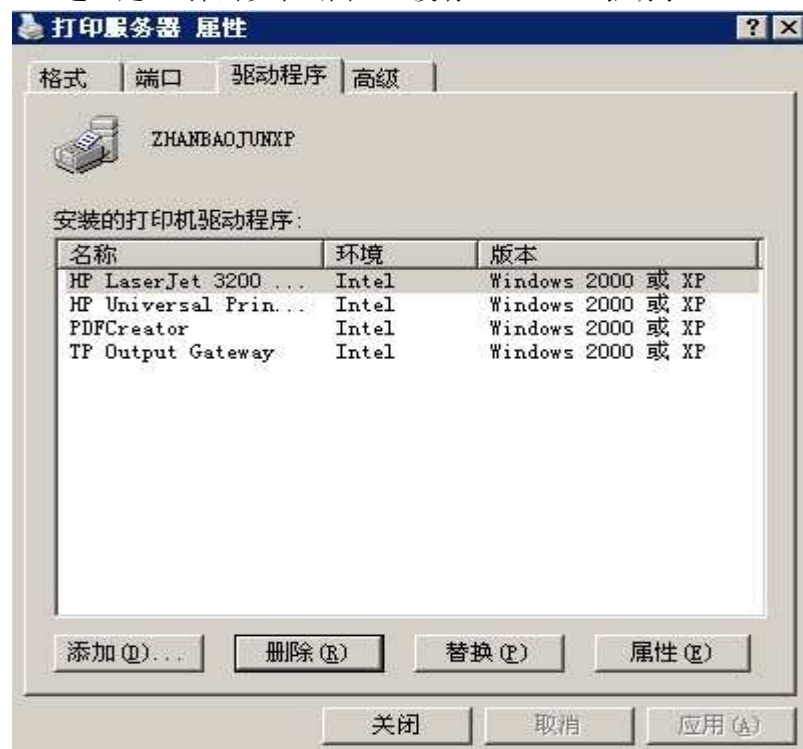 打印服务器 属性
格式 端口 驱动程序 高级
ZHANBAOJUNXP
安装的打印机驱动程序:
名称 环境 版本
HP LaserJet 3200 ... Intel Windows 2000 或 XP
HP Universal Prin... Intel Windows 2000 或 XP
PDFCreator Intel Windows 2000 或 XP
TP Output Gateway Intel Windows 2000 或 XP
添加(D)... 删除(R) 替换(P) 属性(E)
关闭 取消 应用(A)